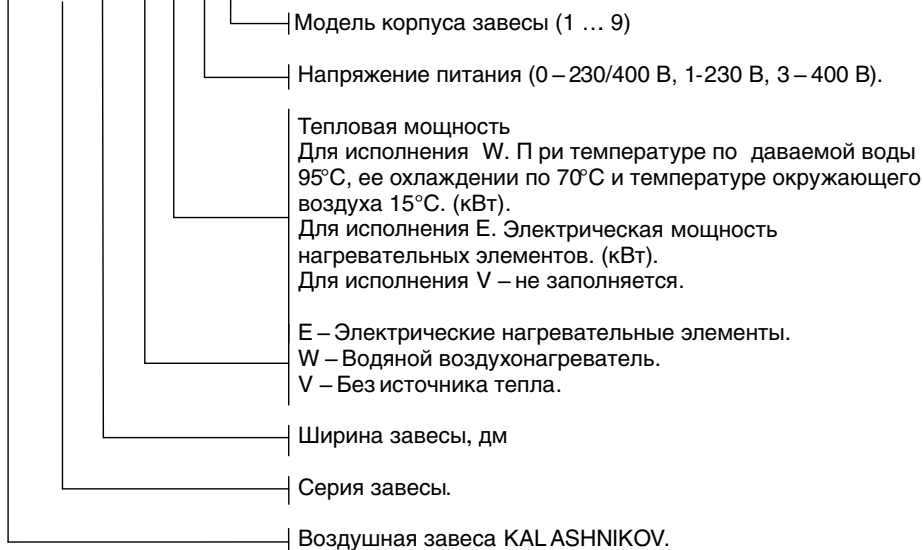 Модель корпуса завесы (1 … 9)
Напряжение питания (0 – 230/400 В, 1-230 В, 3 – 400 В).
Тепловая мощность
Для исполнения W. П ри температуре по даваемой воды
95°С, ее охлаждении по 70°С и температуре окружающего
воздуха 15°С. (кВт).
Для исполнения Е. Электрическая мощность
нагревательных элементов. (кВт).
Для исполнения V – не заполняется.
Е – Электрические нагревательные элементы.
W – Водяной воздухонагреватель.
V – Без источника тепла.
Ширина завесы, дм
Серия завесы.
Воздушная завеса KAL ASHNIKOV.